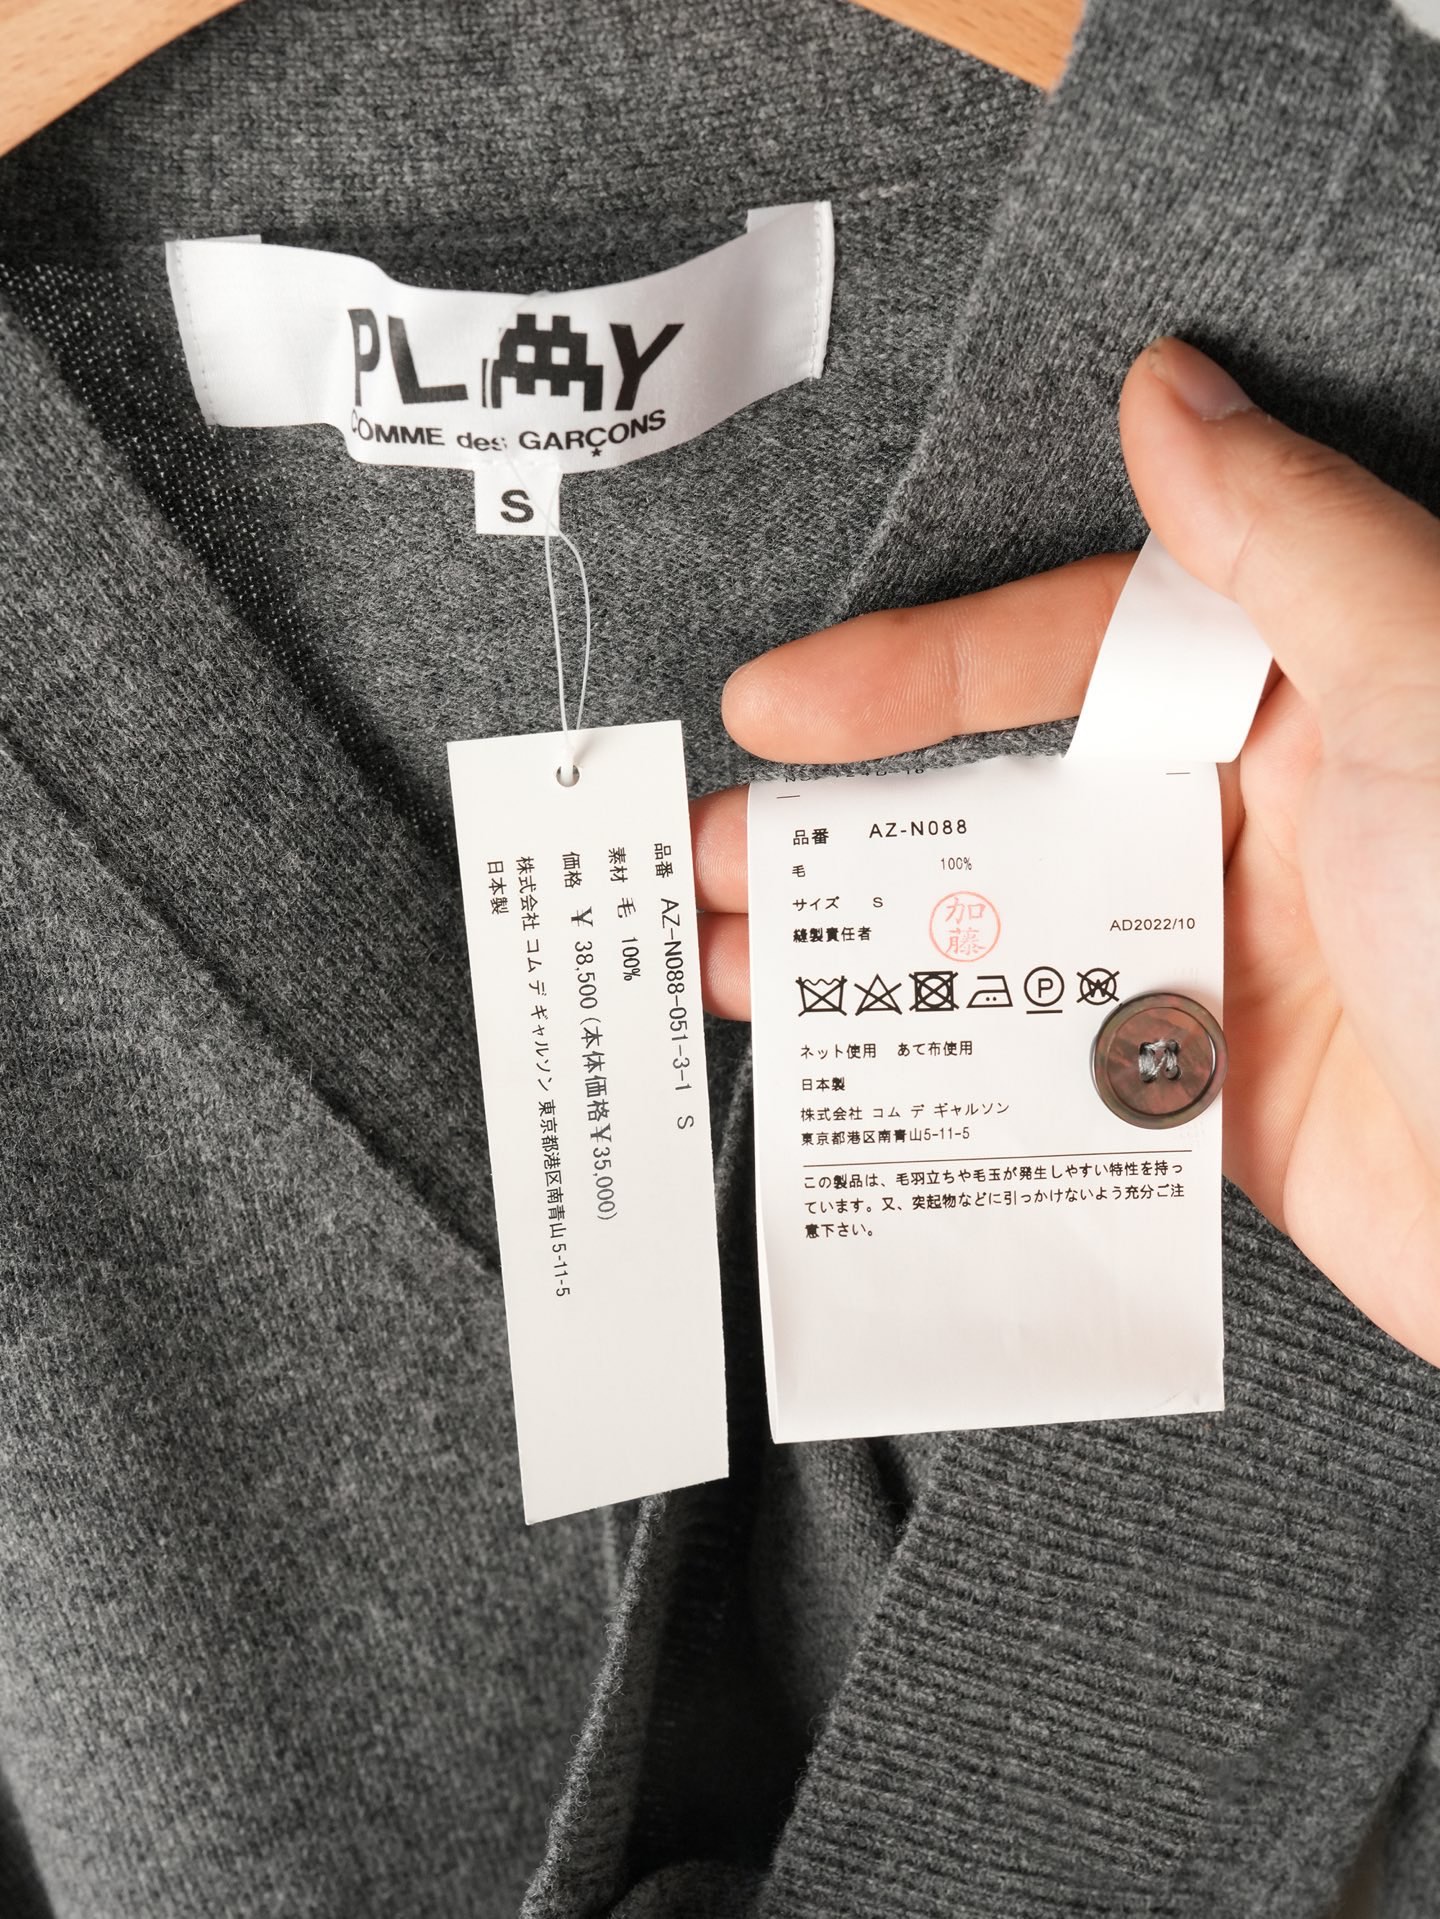 PLAY
COMME des GARÇONS
S
品番 AZ-N088-051-3-1 S
素材 毛 100%
価格 ¥ 38,500 (本体価格¥35,000)
株式会社 コム デ ギャルソン 東京都港区南青山 5-11-5
日本製
品番 AZ-N088
毛 100%
サイズ S
縫製責任者 加藤 AD2022/10
P W
ネット使用 あて布使用
日本製
株式会社 コム デ ギャルソン
東京都港区南青山5-11-5
この製品は、毛羽立ちや毛玉が発生しやすい特性を持っ
ています。又、突起物などに引っかけないよう充分ご注
意下さい。